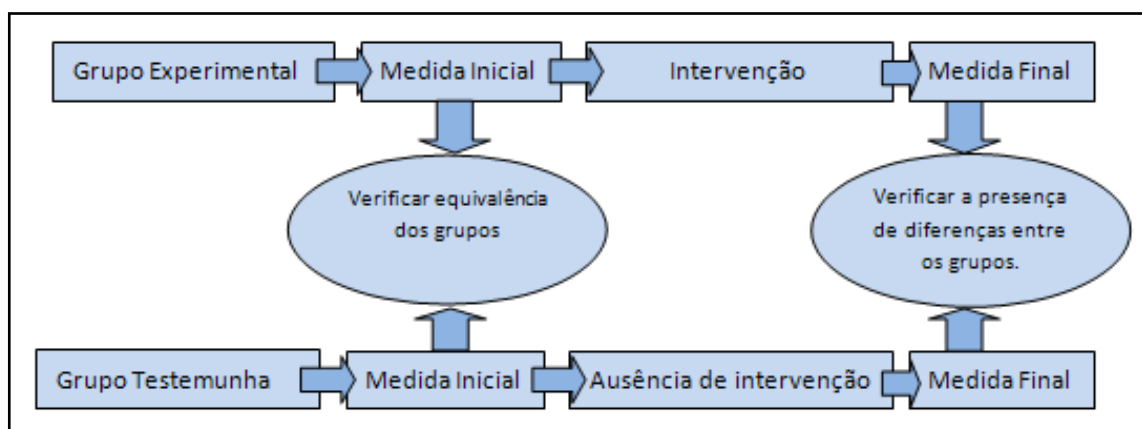 Grupo Experimental
Medida Inicial
Intervenção
Medida Final
Verificar equivalência
dos grupos
Verificar a presença
de diferenças entre
os grupos.
Grupo Testemunha
Medida Inicial
Ausência de intervenção
Medida Final